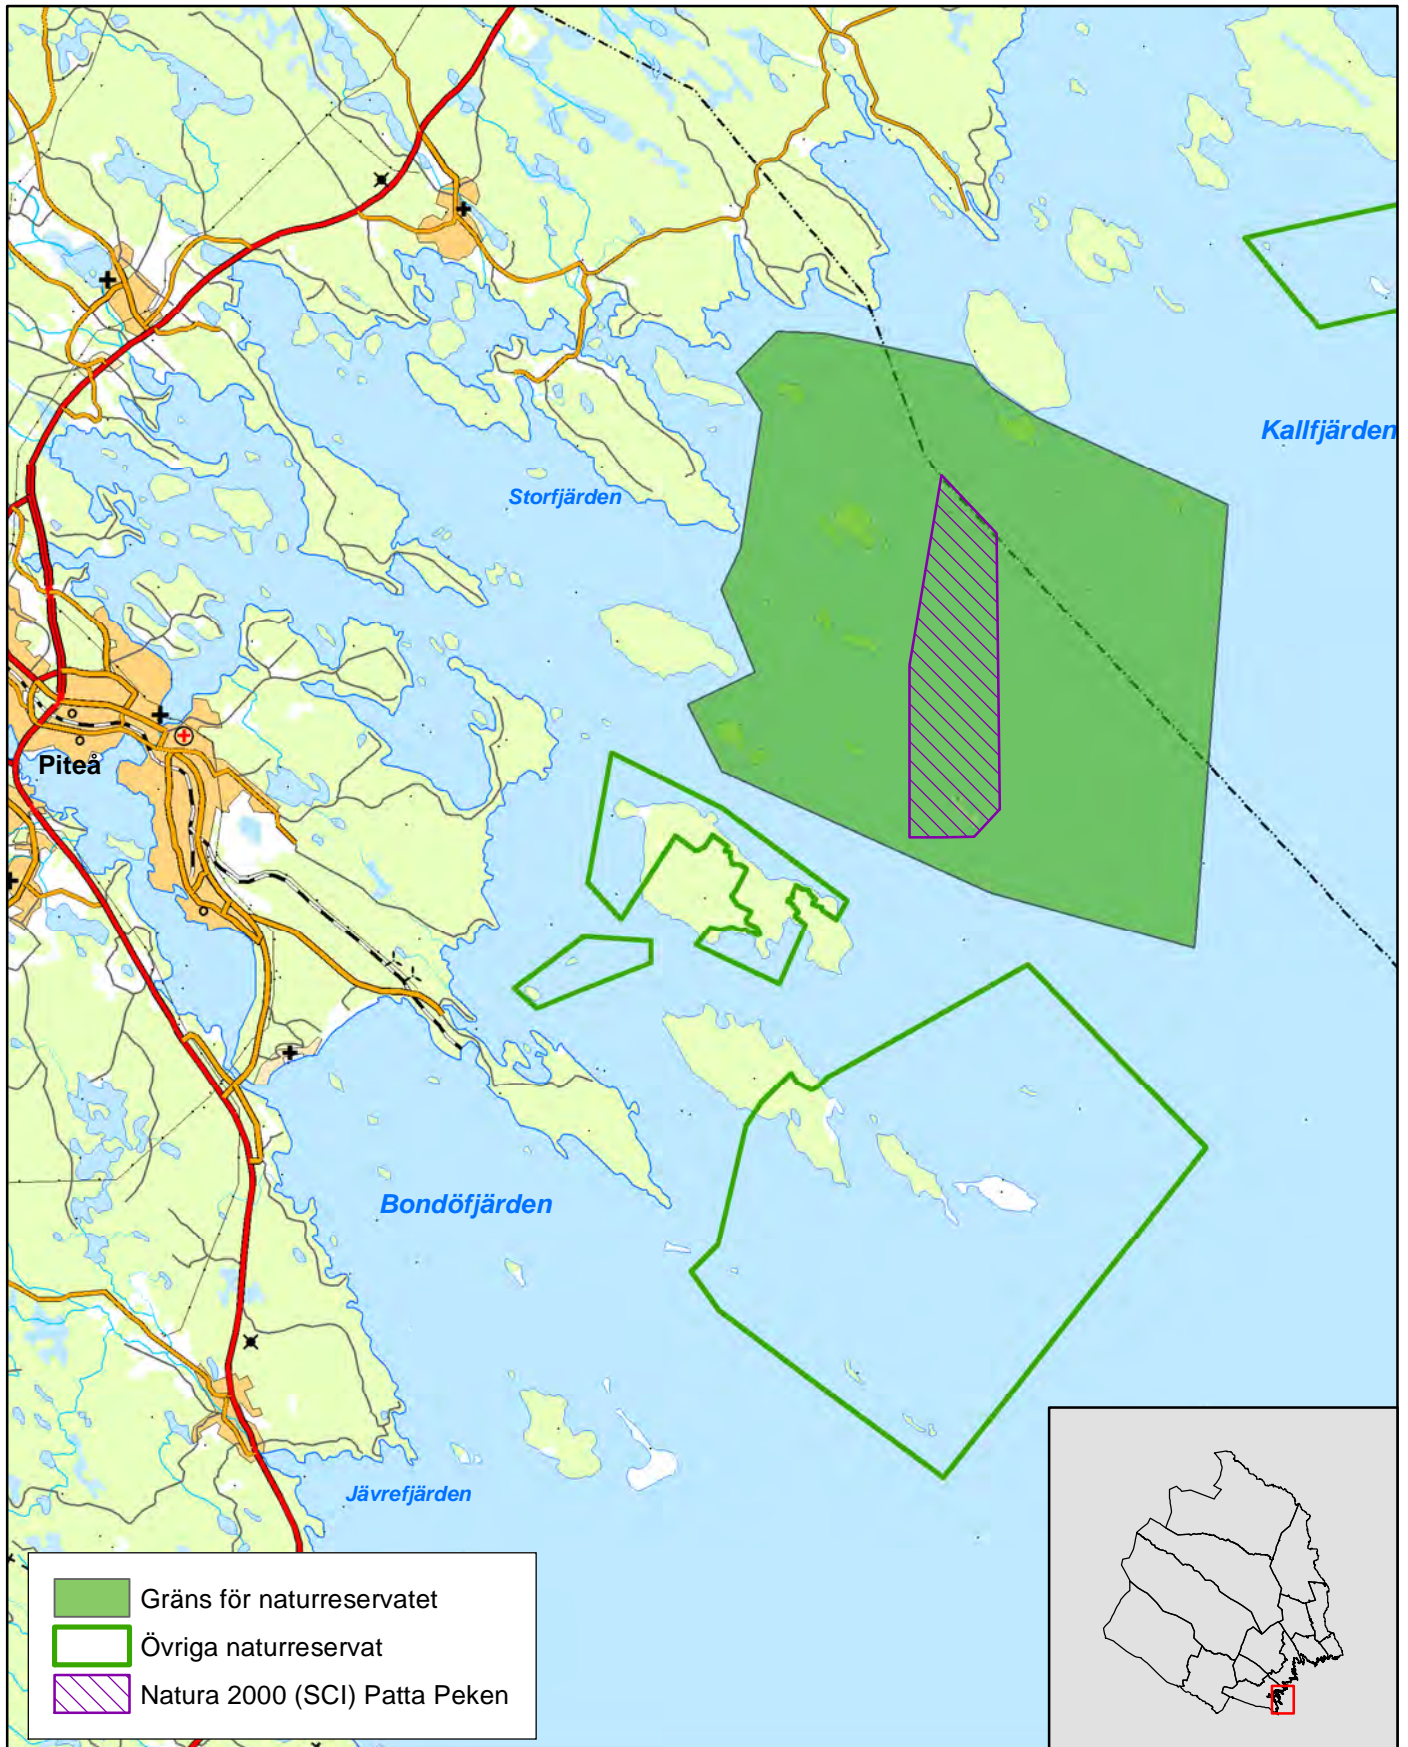 Kallfjärden
Storfjärden
Piteå
Bondöfjärden
Jävrefjärden
Gräns för naturreservatet
Övriga naturreservat
Natura 2000 (SCI) Patta Peken